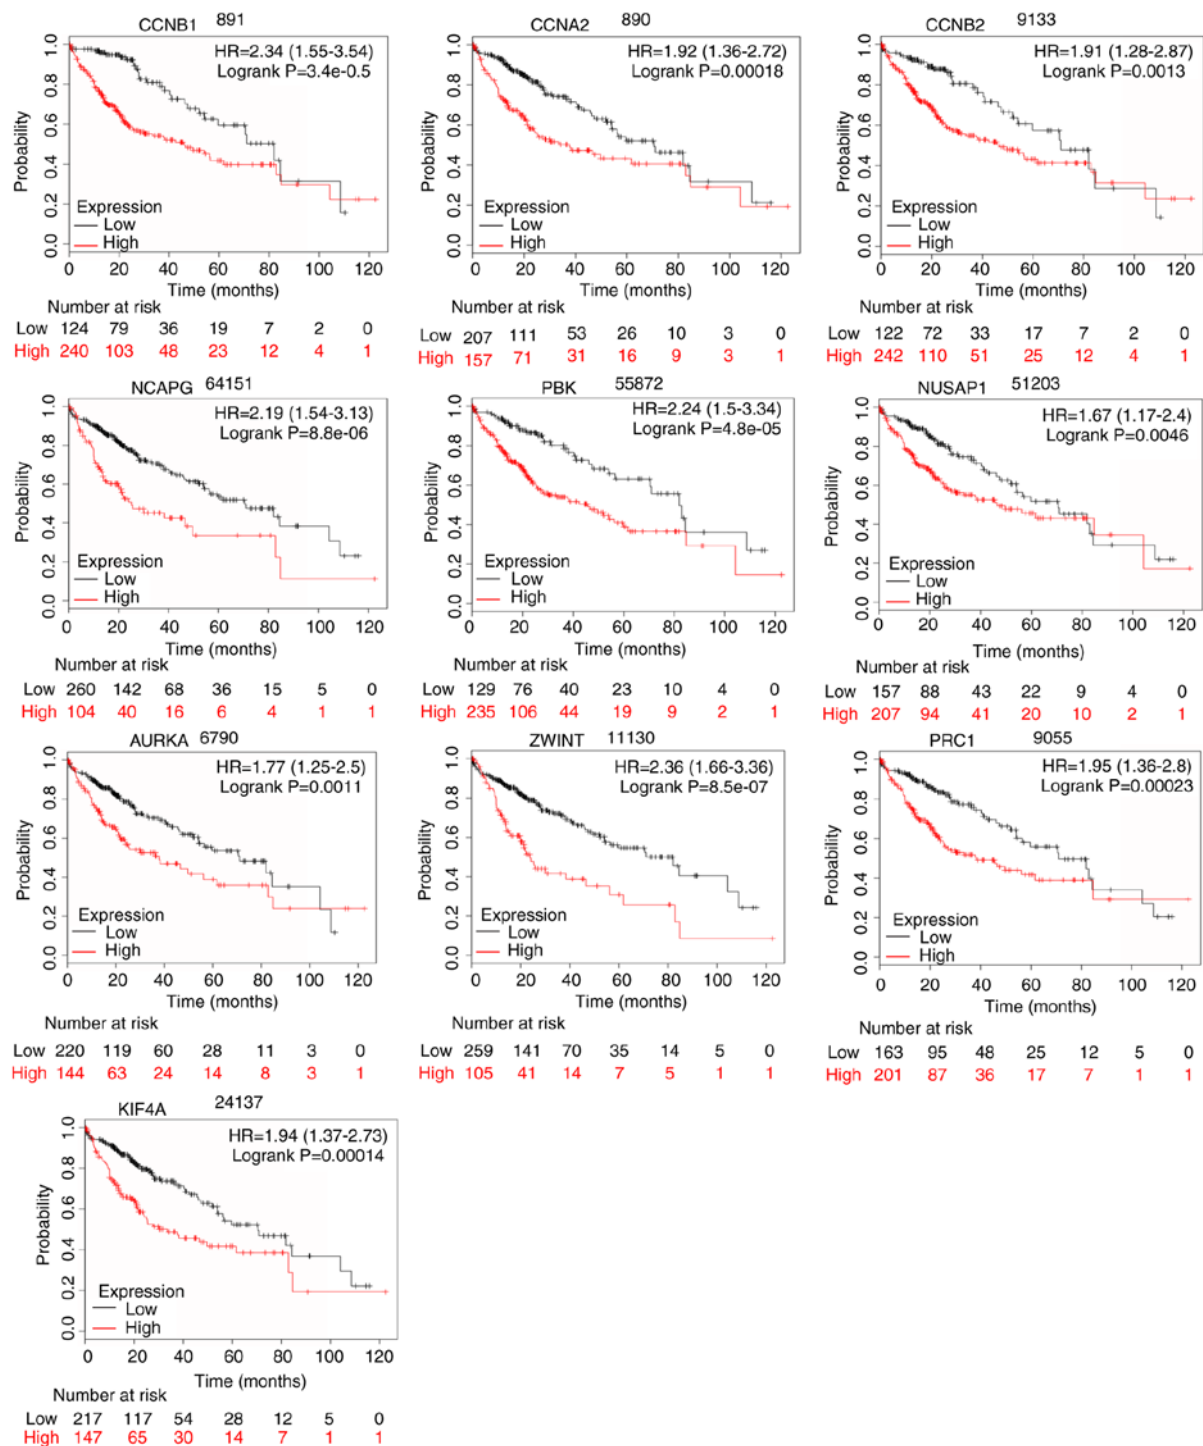 CCNB1 891
HR=2.34 (1.55-3.54)
Logrank P=3.4e-0.5
Probability
1.0
0.8
0.6
0.4
0.2
0.0
Expression
Low
High
0 20 40 60 80 100 120
Time (months)
Number at risk
Low 124 79 36 19 7 2 0
High 240 103 48 23 12 4 1
CCNA2 890
HR=1.92 (1.36-2.72)
Logrank P=0.00018
Probability
1.0
0.8
0.6
0.4
0.2
0.0
Expression
Low
High
0 20 40 60 80 100 120
Time (months)
Number at risk
Low 207 111 53 26 10 3 0
High 157 71 31 16 9 3 1
CCNB2 9133
HR=1.91 (1.28-2.87)
Logrank P=0.0013
Probability
1.0
0.8
0.6
0.4
0.2
0.0
Expression
Low
High
0 20 40 60 80 100 120
Time (months)
Number at risk
Low 122 72 33 17 7 2 0
High 242 110 51 25 12 4 1
NCAPG 64151
HR=2.19 (1.54-3.13)
Logrank P=8.8e-06
Probability
1.0
0.8
0.6
0.4
0.2
0.0
Expression
Low
High
0 20 40 60 80 100 120
Time (months)
Number at risk
Low 260 142 68 36 15 5 0
High 104 40 16 6 4 1 1
PBK 55872
HR=2.24 (1.5-3.34)
Logrank P=4.8e-05
Probability
1.0
0.8
0.6
0.4
0.2
0.0
Expression
Low
High
0 20 40 60 80 100 120
Time (months)
Number at risk
Low 129 76 40 23 10 4 0
High 235 106 44 19 9 2 1
NUSAP1 51203
HR=1.67 (1.17-2.4)
Logrank P=0.0046
Probability
1.0
0.8
0.6
0.4
0.2
0.0
Expression
Low
High
0 20 40 60 80 100 120
Time (months)
Number at risk
Low 157 88 43 22 9 4 0
High 207 94 41 20 10 2 1
AURKA 6790
HR=1.77 (1.25-2.5)
Logrank P=0.0011
Probability
1.0
0.8
0.6
0.4
0.2
0.0
Expression
Low
High
0 20 40 60 80 100 120
Time (months)
Number at risk
Low 220 119 60 28 11 3 0
High 144 63 24 14 8 3 1
ZWINT 11130
HR=2.36 (1.66-3.36)
Logrank P=8.5e-07
Probability
1.0
0.8
0.6
0.4
0.2
0.0
Expression
Low
High
0 20 40 60 80 100 120
Time (months)
Number at risk
Low 259 141 70 35 14 5 0
High 105 41 14 7 5 1 1
PRC1 9055
HR=1.95 (1.36-2.8)
Logrank P=0.00023
Probability
1.0
0.8
0.6
0.4
0.2
0.0
Expression
Low
High
0 20 40 60 80 100 120
Time (months)
Number at risk
Low 163 95 48 25 12 5 0
High 201 87 36 17 7 1 1
KIF4A 24137
HR=1.94 (1.37-2.73)
Logrank P=0.00014
Probability
1.0
0.8
0.6
0.4
0.2
0.0
Expression
Low
High
0 20 40 60 80 100 120
Time (months)
Number at risk
Low 217 117 54 28 12 5 0
High 147 65 30 14 7 1 1